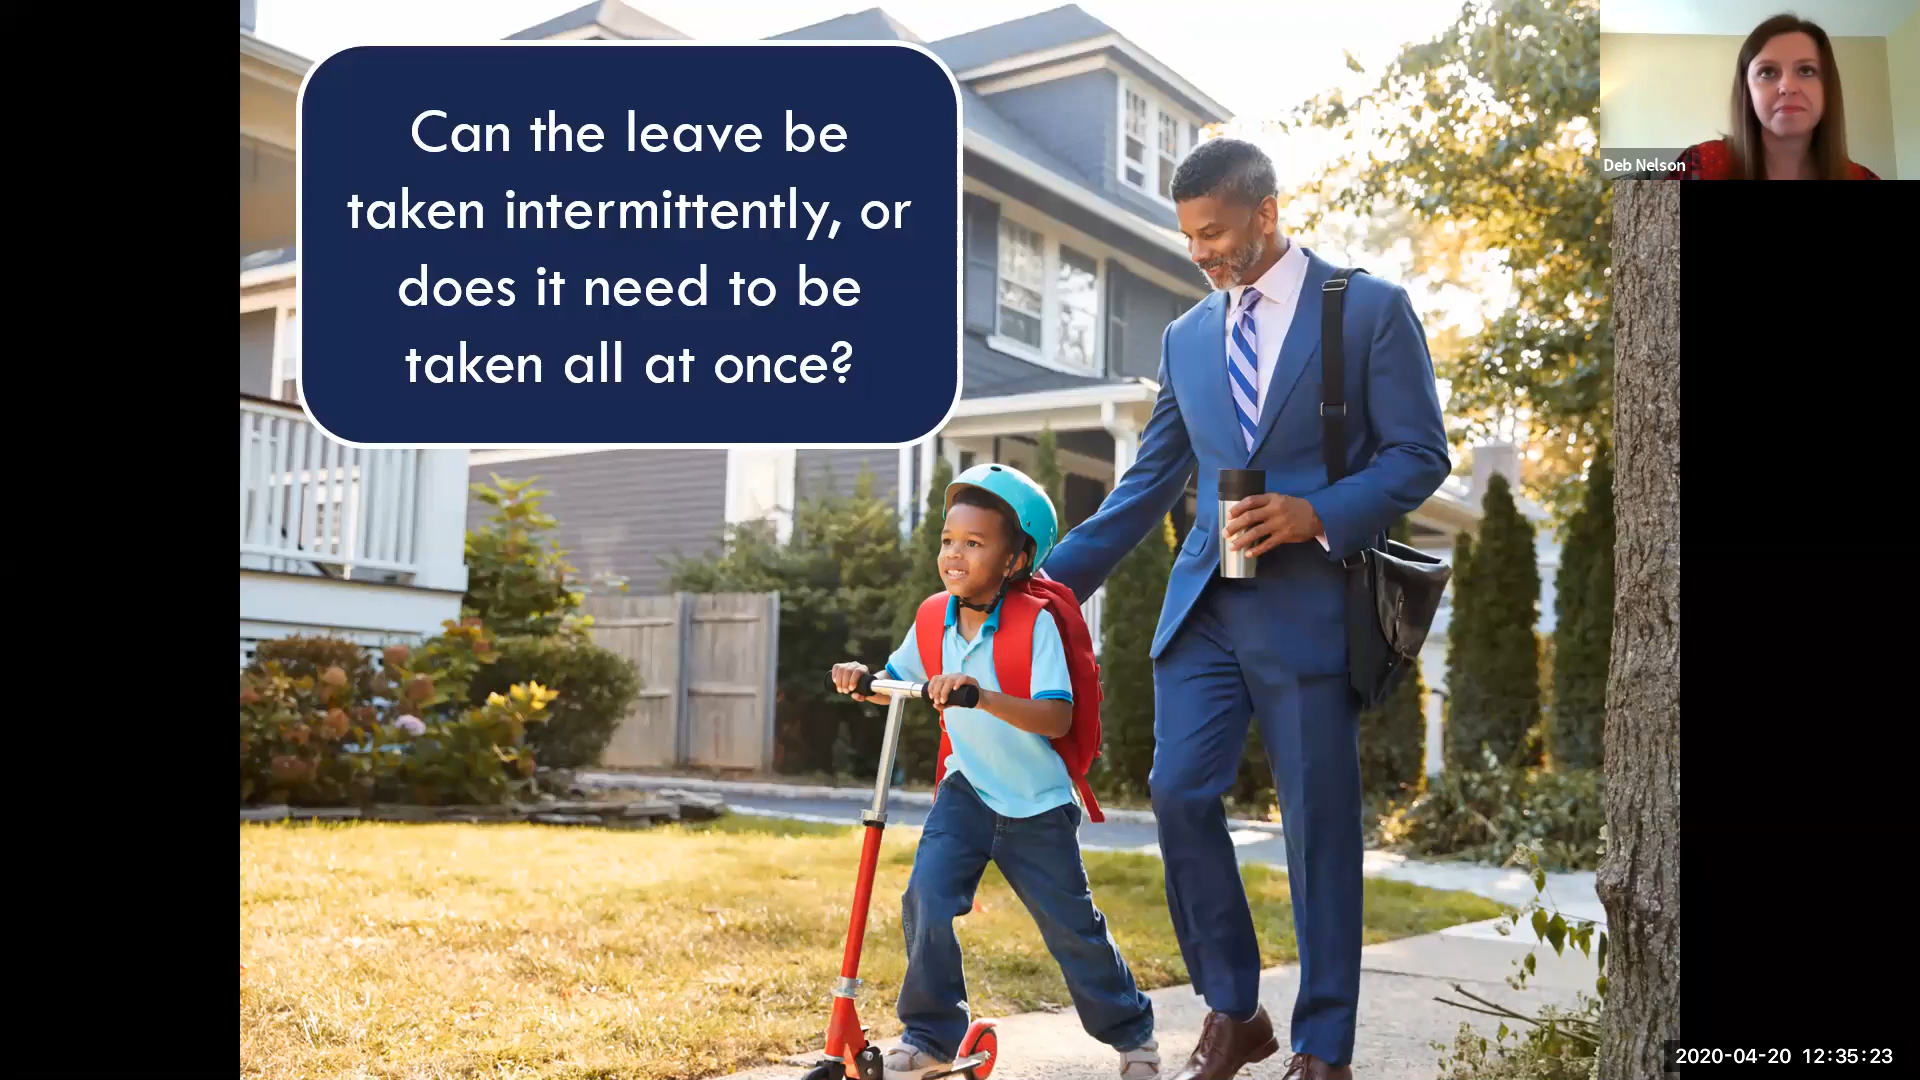 Can the leave be
taken intermittently, or
does it need to be
taken all at once?
Deb Nelson
2020-04-20 12:35:23